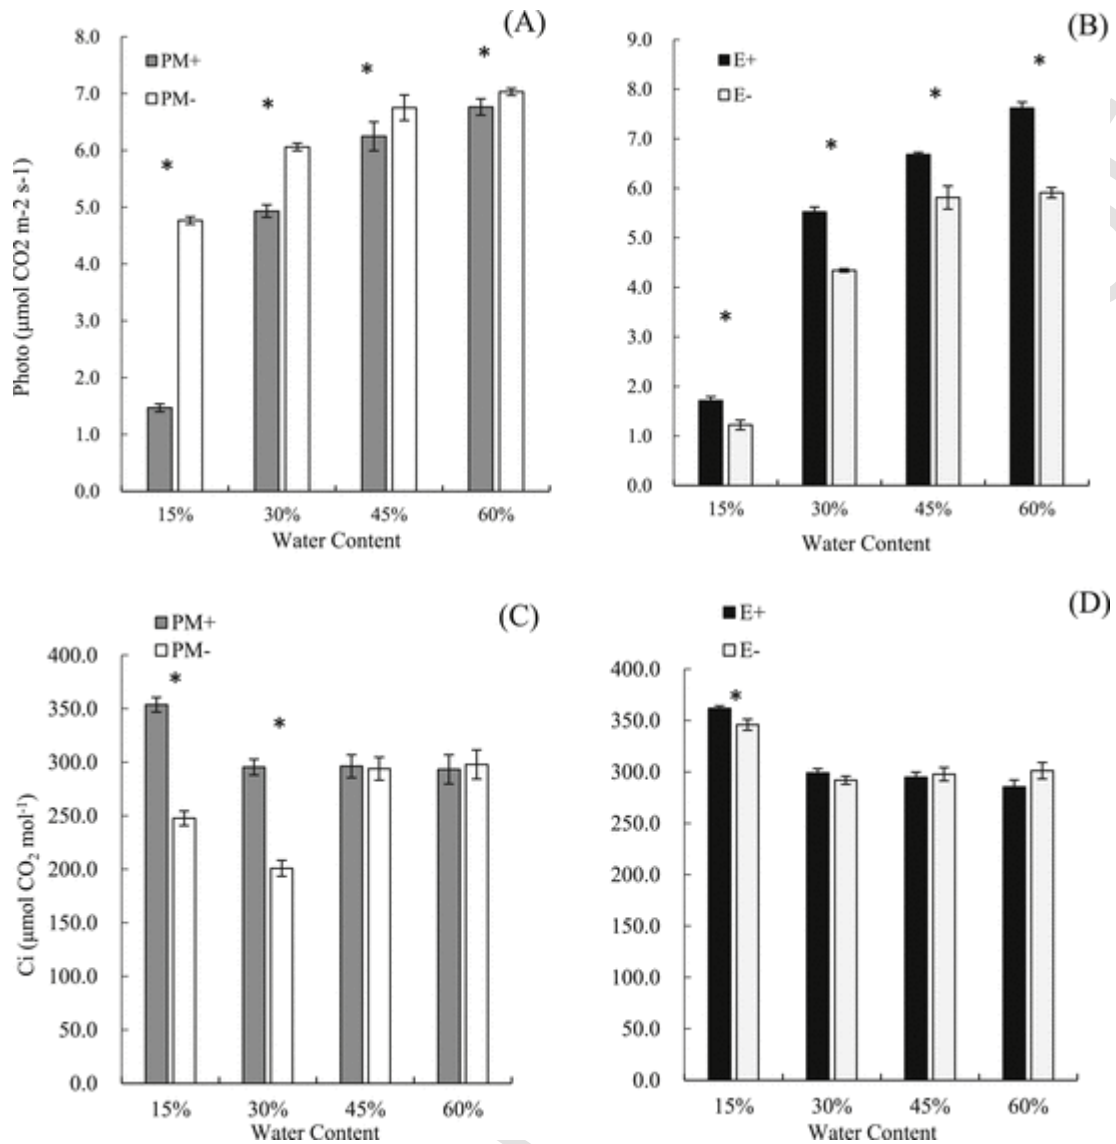 (A)
8.0
7.0
6.0
5.0
4.0
3.0
2.0
1.0
0.0
Photo (μmol CO2 m-2 s-1)
PM+
PM-
*
*
*
*
15% 30% 45% 60%
Water Content
(B)
9.0
8.0
7.0
6.0
5.0
4.0
3.0
2.0
1.0
0.0
E+
E-
*
*
*
*
15% 30% 45% 60%
Water Content
(C)
PM+
PM-
400.0
350.0
300.0
250.0
200.0
150.0
100.0
50.0
0.0
Ci (μmol CO₂ mol⁻¹)
*
*
15% 30% 45% 60%
Water Content
(D)
E+
E-
400.0
350.0
300.0
250.0
200.0
150.0
100.0
50.0
0.0
*
15% 30% 45% 60%
Water Content